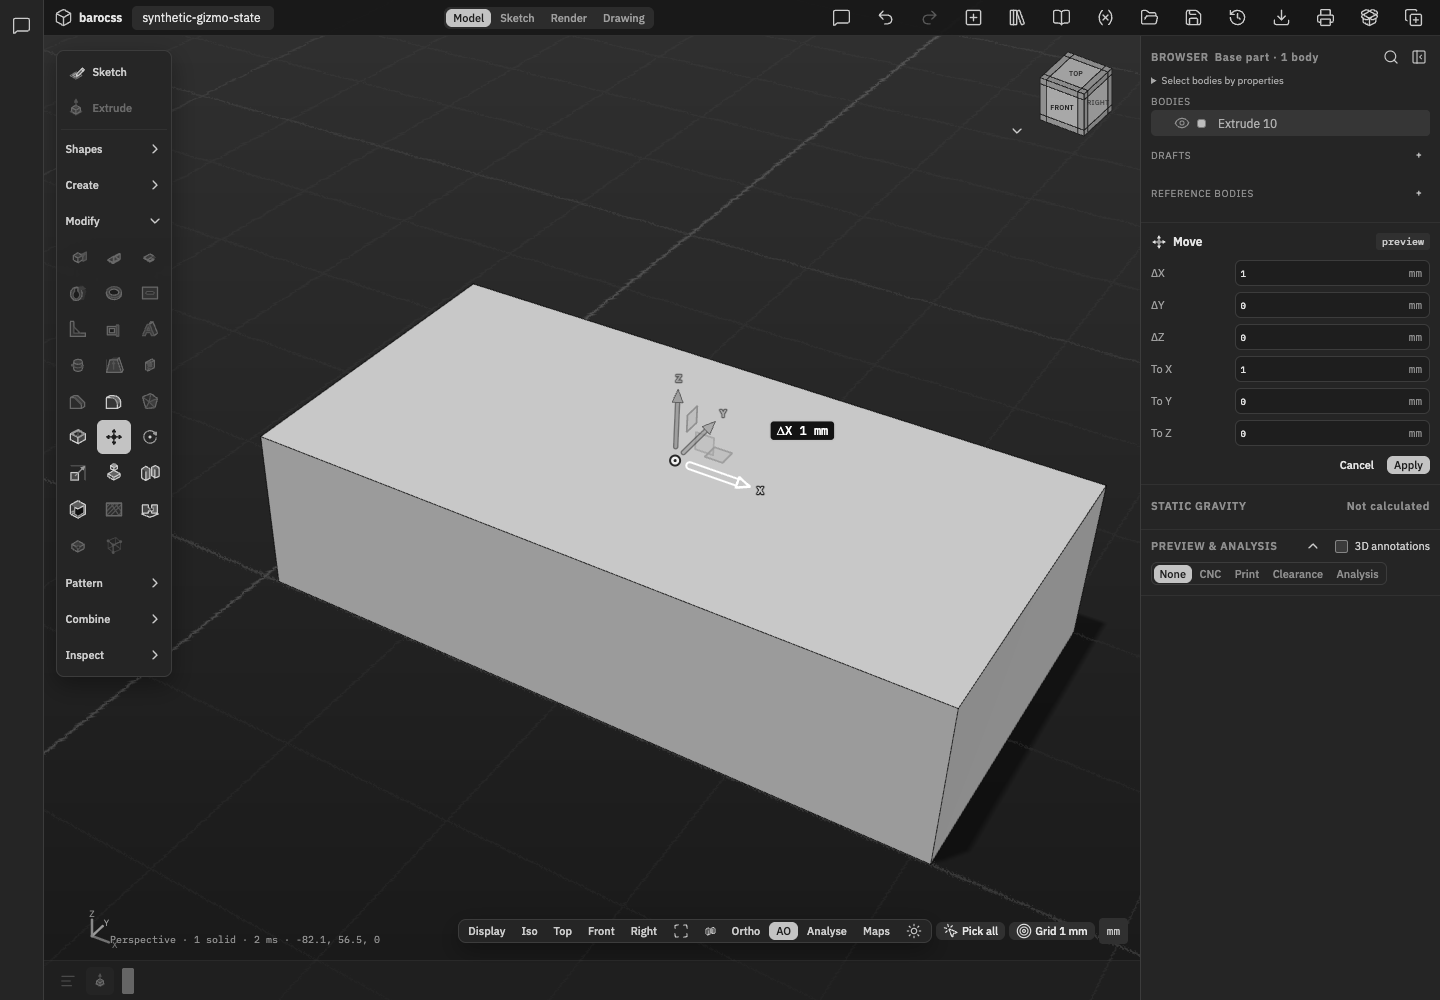 barocss
synthetic-gizmo-state
Model Sketch Render Drawing
Sketch
Extrude
Shapes
Create
Modify
Pattern
Combine
Inspect
TOP
FRONT
RIGHT
Z
Y
X
ΔX 1 mm
BROWSER Base part · 1 body
Select bodies by properties
BODIES
Extrude 10
DRAFTS +
REFERENCE BODIES +
Move preview
ΔX 1 mm
ΔY 0 mm
ΔZ 0 mm
To X 1 mm
To Y 0 mm
To Z 0 mm
Cancel Apply
STATIC GRAVITY Not calculated
PREVIEW & ANALYSIS 3D annotations
None CNC Print Clearance Analysis
Z
Y
X
Perspective · 1 solid · 2 ms · -82.1, 56.5, 0
Display Iso Top Front Right Ortho AO Analyse Maps Pick all Grid 1 mm mm